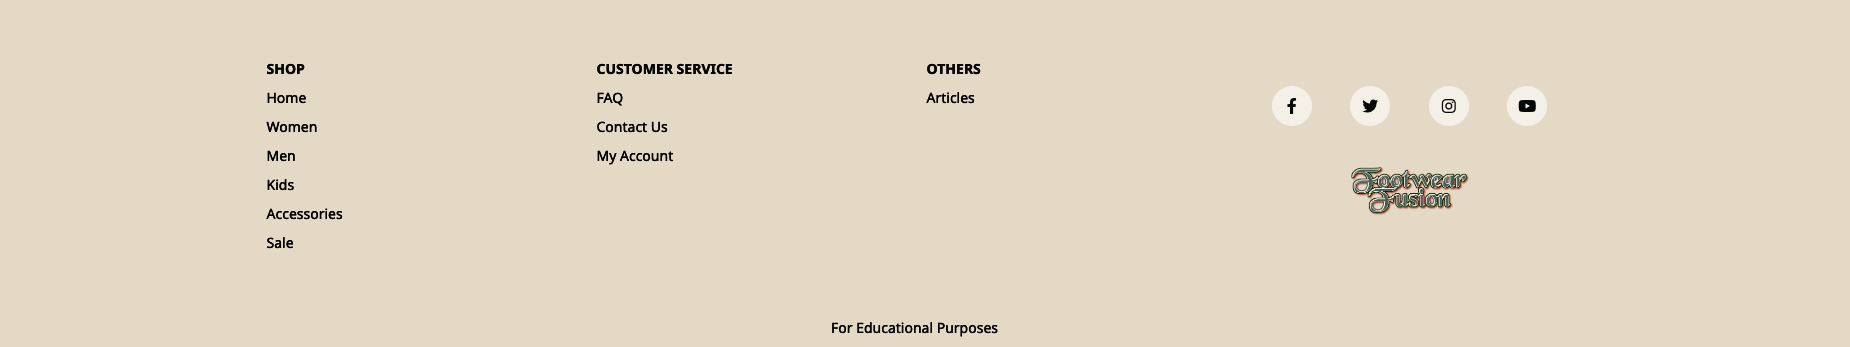 SHOP
Home
Women
Men
Kids
Accessories
Sale
CUSTOMER SERVICE
FAQ
Contact Us
My Account
OTHERS
Articles
Footwear
Fusion
For Educational Purposes